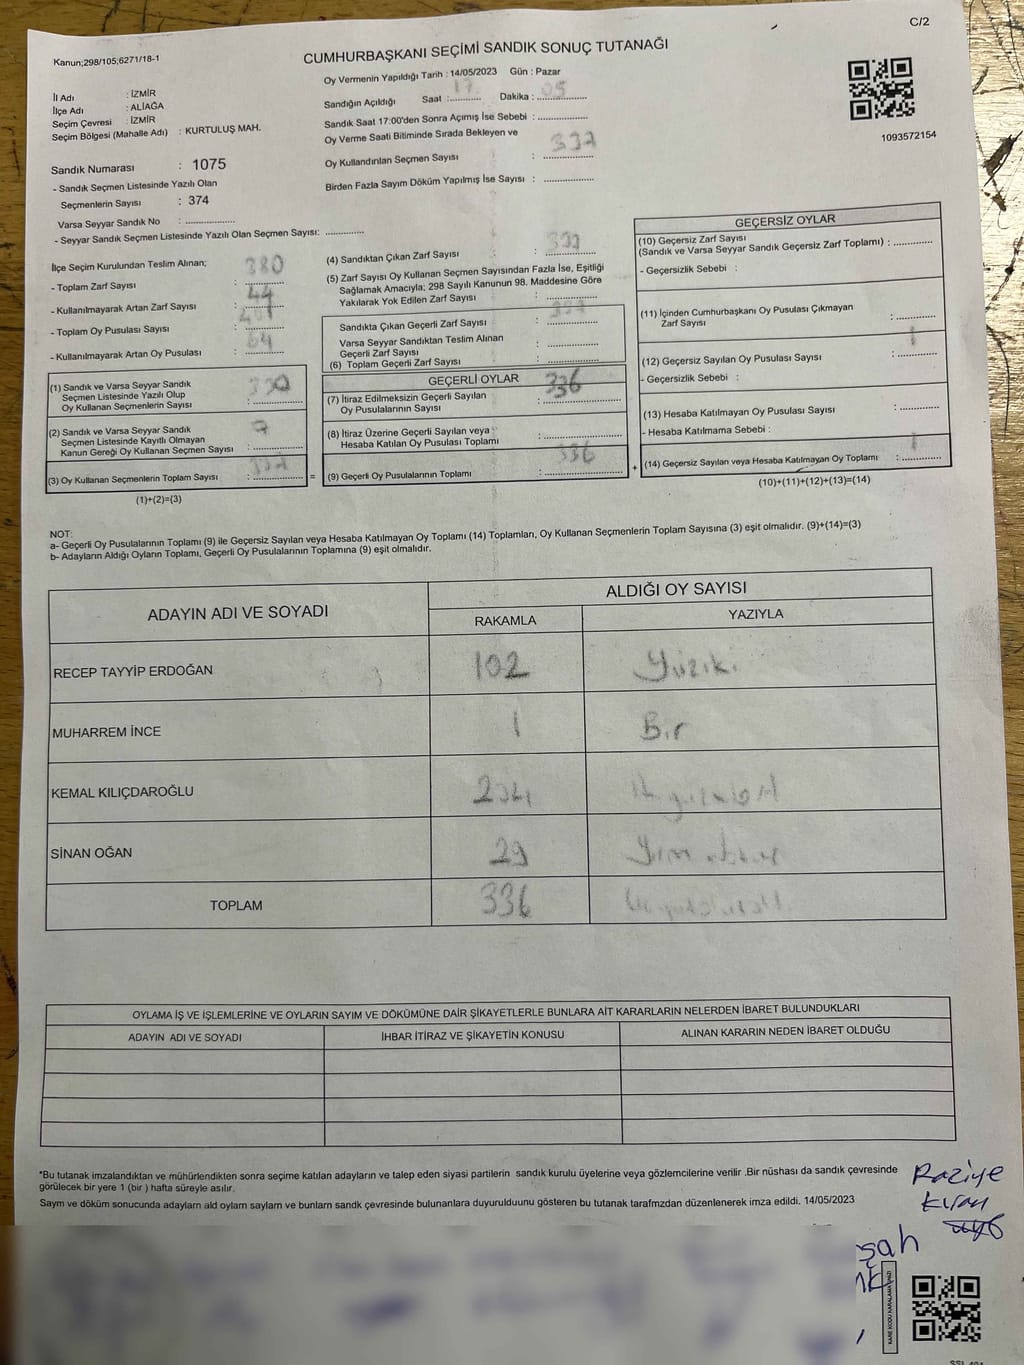 C/2
Kanun;298/105;6271/18-1
CUMHURBAŞKANI SEÇİMİ SANDIK SONUÇ TUTANAĞI
Oy Vermenin Yapıldığı Tarih : 14/05/2023 Gün : Pazar
İl Adı : İZMİR
İlçe Adı : ALİAĞA
Seçim Çevresi : İZMİR
Seçim Bölgesi (Mahalle Adı) : KURTULUŞ MAH.
Sandığın Açıldığı Saat : 17 Dakika : 05
Sandık Saat 17:00'den Sonra Açımış İse Sebebi :
Oy Verme Saati Bitiminde Sırada Bekleyen ve
Oy Kullandırılan Seçmen Sayısı : 337
Birden Fazla Sayım Döküm Yapılmış İse Sayısı :
1093572154
Sandık Numarası : 1075
- Sandık Seçmen Listesinde Yazılı Olan
Seçmenlerin Sayısı : 374
Varsa Seyyar Sandık No :
- Seyyar Sandık Seçmen Listesinde Yazılı Olan Seçmen Sayısı:
İlçe Seçim Kurulundan Teslim Alınan;
- Toplam Zarf Sayısı : 380
- Kullanılmayarak Artan Zarf Sayısı : 44
- Toplam Oy Pusulası Sayısı : 401
- Kullanılmayarak Artan Oy Pusulası : 64
(1) Sandık ve Varsa Seyyar Sandık
Seçmen Listesinde Yazılı Olup
Oy Kullanan Seçmenlerin Sayısı : 330
(2) Sandık ve Varsa Seyyar Sandık
Seçmen Listesinde Kayıtlı Olmayan
Kanun Gereği Oy Kullanan Seçmen Sayısı : 7
(3) Oy Kullanan Seçmenlerin Toplam Sayısı : 337
(1)+(2)=(3)
(4) Sandıktan Çıkan Zarf Sayısı : 337
(5) Zarf Sayısı Oy Kullanan Seçmen Sayısından Fazla İse, Eşitliği
Sağlamak Amacıyla; 298 Sayılı Kanunun 98. Maddesine Göre
Yakılarak Yok Edilen Zarf Sayısı :
Sandıkta Çıkan Geçerli Zarf Sayısı : 337
Varsa Seyyar Sandıktan Teslim Alınan
Geçerli Zarf Sayısı :
(6) Toplam Geçerli Zarf Sayısı :
GEÇERLİ OYLAR
(7) İtiraz Edilmeksizin Geçerli Sayılan
Oy Pusulalarının Sayısı : 336
(8) İtiraz Üzerine Geçerli Sayılan veya
Hesaba Katılan Oy Pusulası Toplamı :
= (9) Geçerli Oy Pusulalarının Toplamı : 336
GEÇERSİZ OYLAR
(10) Geçersiz Zarf Sayısı
(Sandık ve Varsa Seyyar Sandık Geçersiz Zarf Toplamı) :
- Geçersizlik Sebebi :
(11) İçinden Cumhurbaşkanı Oy Pusulası Çıkmayan
Zarf Sayısı :
(12) Geçersiz Sayılan Oy Pusulası Sayısı : 1
- Geçersizlik Sebebi :
(13) Hesaba Katılmayan Oy Pusulası Sayısı :
- Hesaba Katılmama Sebebi :
+ (14) Geçersiz Sayılan veya Hesaba Katılmayan Oy Toplamı : 1
(10)+(11)+(12)+(13)=(14)
NOT:
a- Geçerli Oy Pusulalarının Toplamı (9) ile Geçersiz Sayılan veya Hesaba Katılmayan Oy Toplamı (14) Toplamları, Oy Kullanan Seçmenlerin Toplam Sayısına (3) eşit olmalıdır. (9)+(14)=(3)
b- Adayların Aldığı Oyların Toplamı, Geçerli Oy Pusulalarının Toplamına (9) eşit olmalıdır.
ADAYIN ADI VE SOYADI
ALDIĞI OY SAYISI
RAKAMLA YAZIYLA
RECEP TAYYİP ERDOĞAN 102 Yüziki
MUHARREM İNCE 1 Bir
KEMAL KILIÇDAROĞLU 204
SİNAN OĞAN 29
TOPLAM 336
OYLAMA İŞ VE İŞLEMLERİNE VE OYLARIN SAYIM VE DÖKÜMÜNE DAİR ŞİKAYETLERLE BUNLARA AİT KARARLARIN NELERDEN İBARET BULUNDUKLARI
ADAYIN ADI VE SOYADI İHBAR İTİRAZ VE ŞİKAYETİN KONUSU ALINAN KARARIN NEDEN İBARET OLDUĞU
*Bu tutanak imzalandıktan ve mühürlendikten sonra seçime katılan adayların ve talep eden siyasi partilerin sandık kurulu üyelerine veya gözlemcilerine verilir .Bir nüshası da sandık çevresinde
görülecek bir yere 1 (bir ) hafta süreyle asılır.
Sayım ve döküm sonucunda adayların ald oyların sayları ve bunların sandk çevresinde bulunanlara duyurulduunu gösteren bu tutanak tarafmzdan düzenlenerek imza edildi. 14/05/2023
Raziye
Kıran
şah
KARE KODU KARALAMAYINIZ!